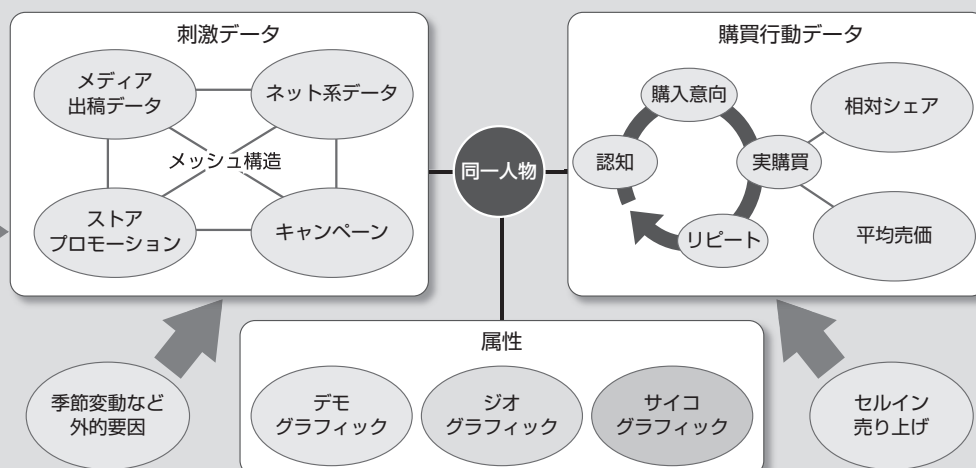 刺激データ
メディア
出稿データ
ネット系データ
メッシュ構造
ストア
プロモーション
キャンペーン
同一人物
購買行動データ
購入意向
認知
実購買
リピート
相対シェア
平均売価
属性
デモ
グラフィック
ジオ
グラフィック
サイコ
グラフィック
季節変動など
外的要因
セルイン
売り上げ